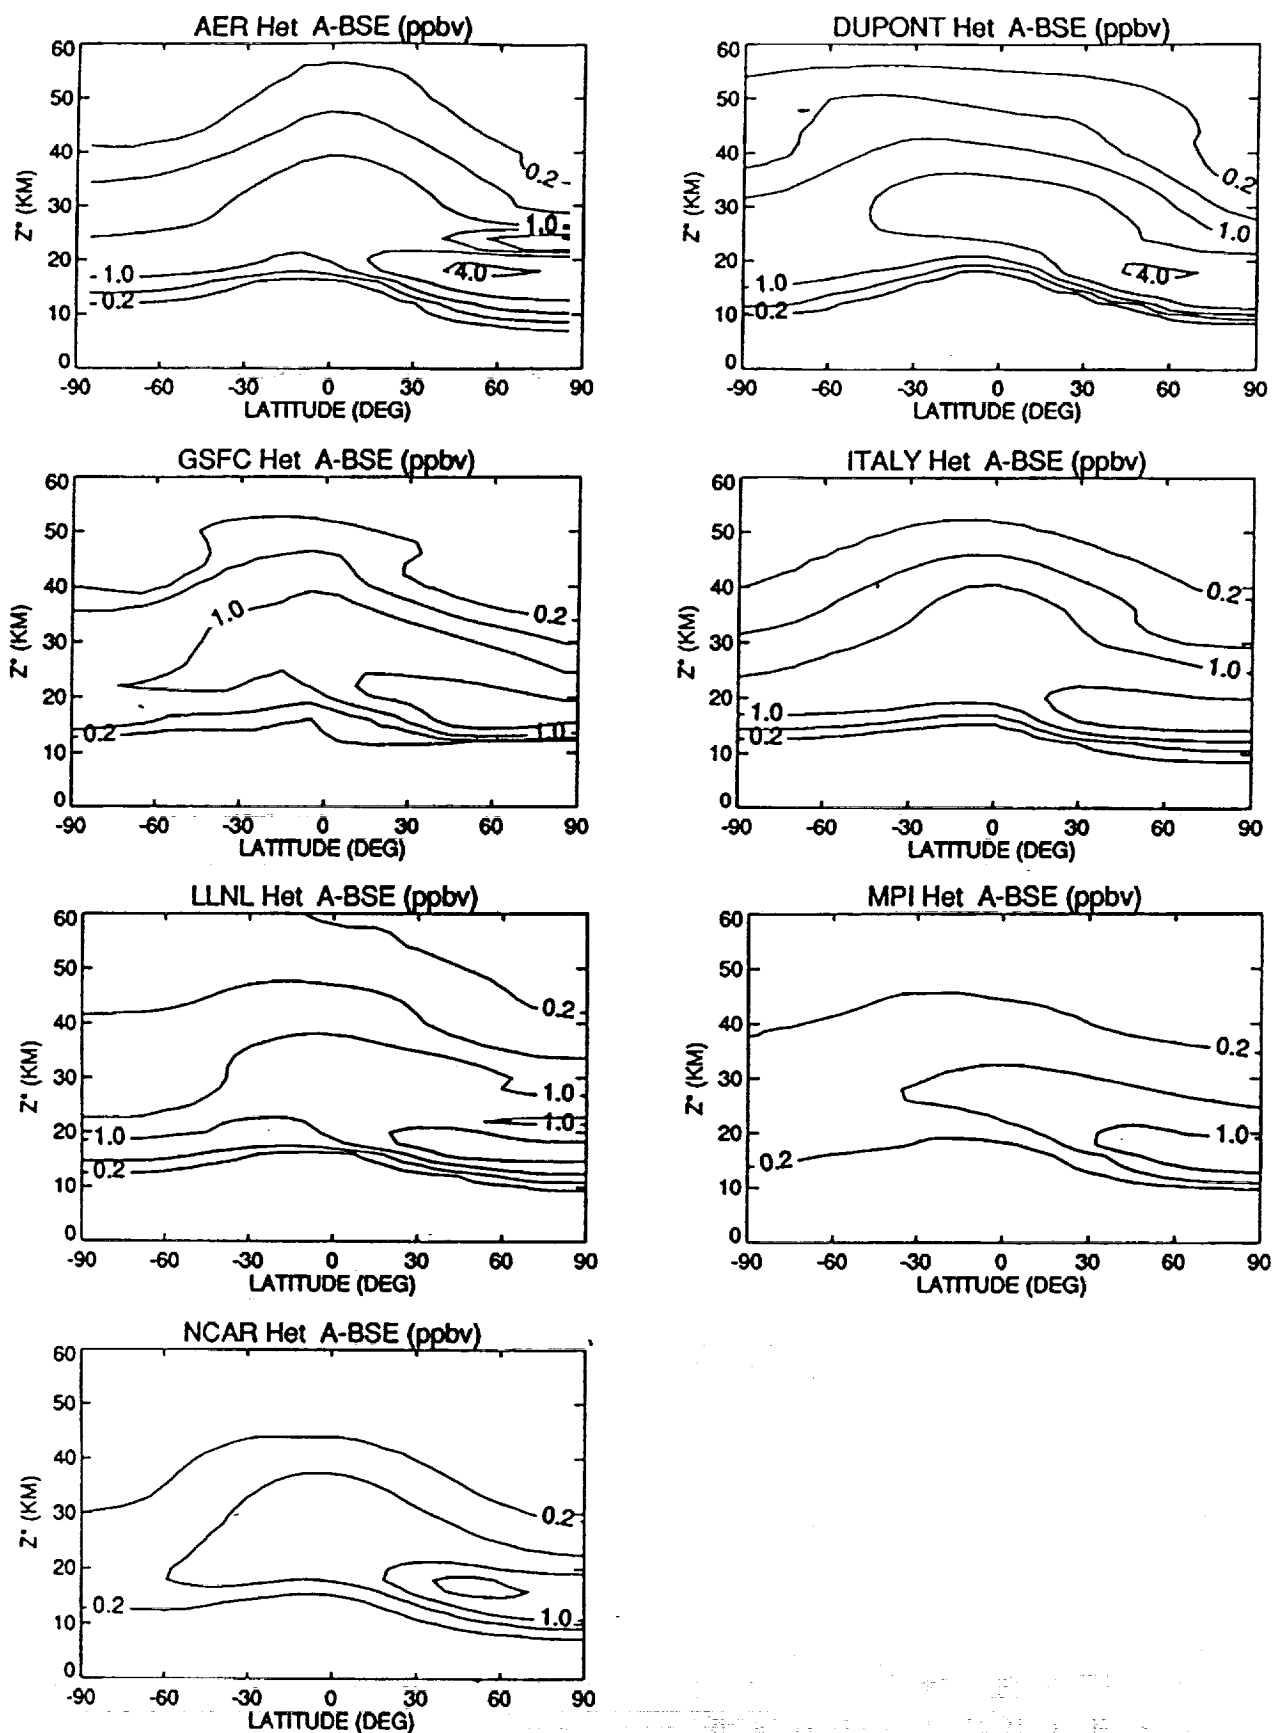 AER Het A-BSE (ppbv)
60
50
40
30
20
10
0
Z* (KM)
0.2
1.0
1.0
4.0
0.2
-90 -60 -30 0 30 60 90
LATITUDE (DEG)
DUPONT Het A-BSE (ppbv)
60
50
40
30
20
10
0
Z* (KM)
0.2
1.0
1.0
4.0
0.2
-90 -60 -30 0 30 60 90
LATITUDE (DEG)
GSFC Het A-BSE (ppbv)
60
50
40
30
20
10
0
Z* (KM)
1.0
0.2
0.2
1.0
-90 -60 -30 0 30 60 90
LATITUDE (DEG)
ITALY Het A-BSE (ppbv)
60
50
40
30
20
10
0
Z* (KM)
0.2
1.0
1.0
0.2
-90 -60 -30 0 30 60 90
LATITUDE (DEG)
LLNL Het A-BSE (ppbv)
60
50
40
30
20
10
0
Z* (KM)
0.2
1.0
1.0
1.0
0.2
-90 -60 -30 0 30 60 90
LATITUDE (DEG)
MPI Het A-BSE (ppbv)
60
50
40
30
20
10
0
Z* (KM)
0.2
1.0
0.2
-90 -60 -30 0 30 60 90
LATITUDE (DEG)
NCAR Het A-BSE (ppbv)
60
50
40
30
20
10
0
Z* (KM)
0.2
0.2
1.0
-90 -60 -30 0 30 60 90
LATITUDE (DEG)